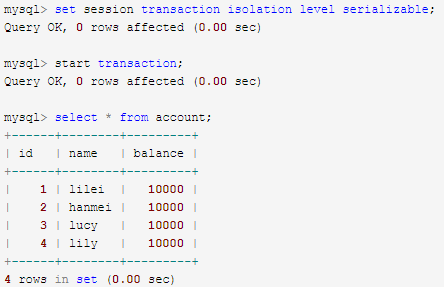 mysql> set session transaction isolation level serializable;
Query OK, 0 rows affected (0.00 sec)
mysql> start transaction;
Query OK, 0 rows affected (0.00 sec)
mysql> select * from account;
+------+--------+---------+
| id   | name   | balance |
+------+--------+---------+
|    1 | lilei  |   10000 |
|    2 | hanmei |   10000 |
|    3 | lucy   |   10000 |
|    4 | lily   |   10000 |
+------+--------+---------+
4 rows in set (0.00 sec)